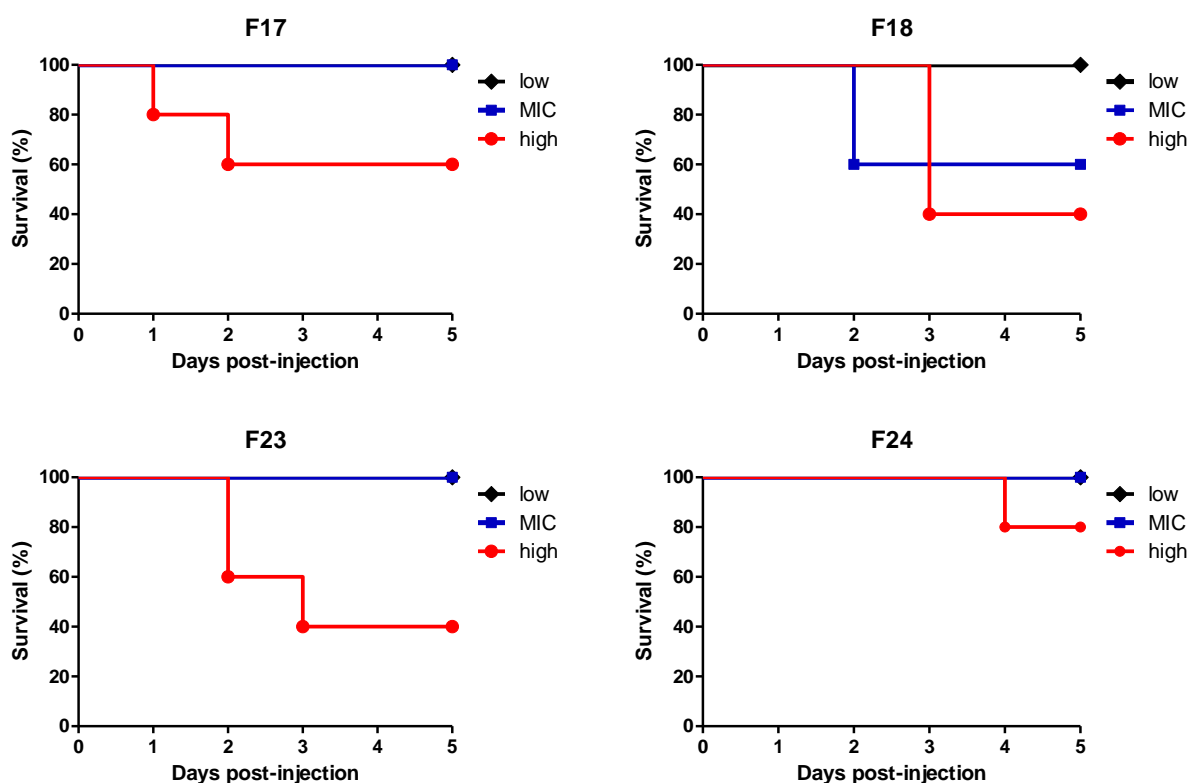 F17
100
80
60
40
20
0
Survival (%)
0 1 2 3 4 5
Days post-injection
low
MIC
high
F18
100
80
60
40
20
0
Survival (%)
0 1 2 3 4 5
Days post-injection
low
MIC
high
F23
100
80
60
40
20
0
Survival (%)
0 1 2 3 4 5
Days post-injection
low
MIC
high
F24
100
80
60
40
20
0
Survival (%)
0 1 2 3 4 5
Days post-injection
low
MIC
high